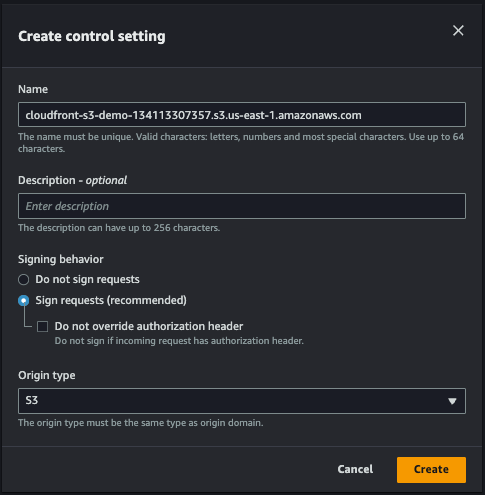 Create control setting
Name
cloudfront-s3-demo-134113307357.s3.us-east-1.amazonaws.com
The name must be unique. Valid characters: letters, numbers and most special characters. Use up to 64
characters.
Description - optional
Enter description
The description can have up to 256 characters.
Signing behavior
Do not sign requests
Sign requests (recommended)
Do not override authorization header
Do not sign if incoming request has authorization header.
Origin type
S3
The origin type must be the same type as origin domain.
Cancel
Create